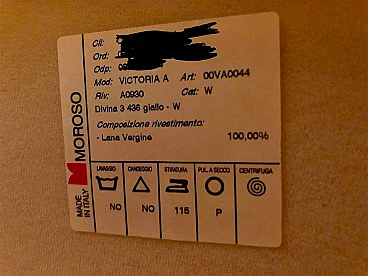 Cli:
Ord:
Odp:
Mod: VICTORIA A Art: 00VA0044
Riv: A0930 Cat: W
Divina 3 436 giallo - W
Composizione rivestimento:
- Lana Vergine 100,00%
MOROSO
MADE IN ITALY
LAVAGGIO CANDEGGIO STIRATURA PUL. A SECCO CENTRIFUGA
NO NO 115 P